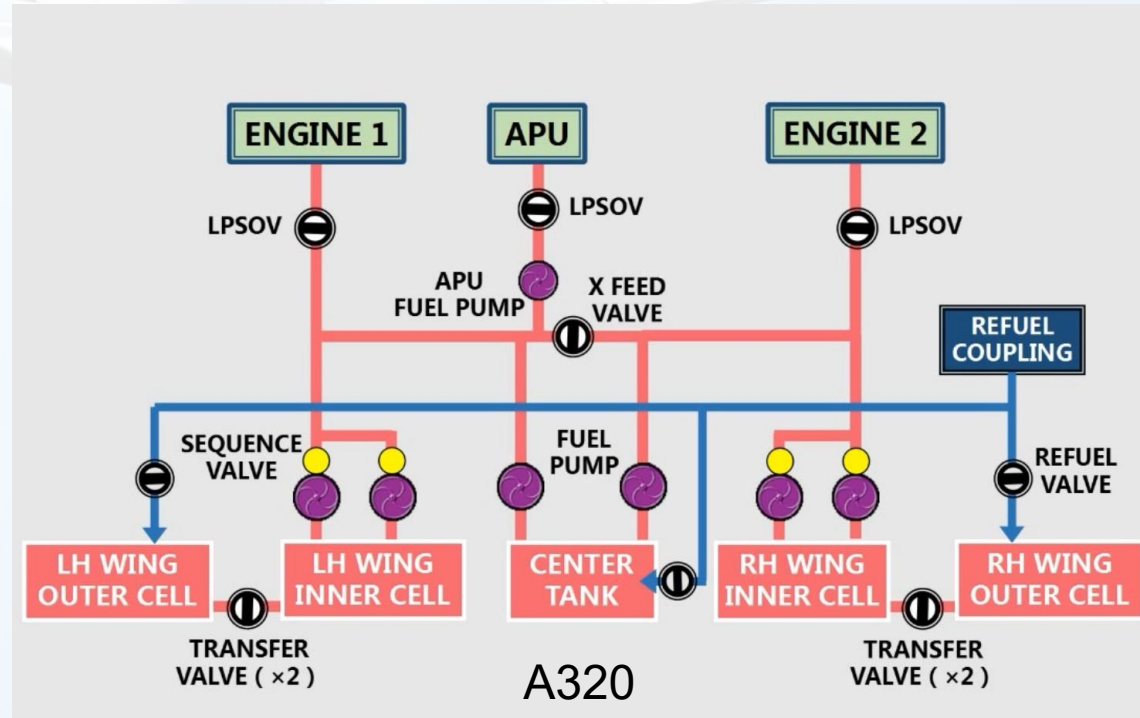 ENGINE 1
APU
ENGINE 2
LPSOV
LPSOV
LPSOV
APU
FUEL PUMP
X FEED
VALVE
REFUEL
COUPLING
SEQUENCE
VALVE
FUEL
PUMP
REFUEL
VALVE
LH WING
OUTER CELL
LH WING
INNER CELL
CENTER
TANK
RH WING
INNER CELL
RH WING
OUTER CELL
TRANSFER
VALVE ( ×2 )
TRANSFER
VALVE ( ×2 )
A320